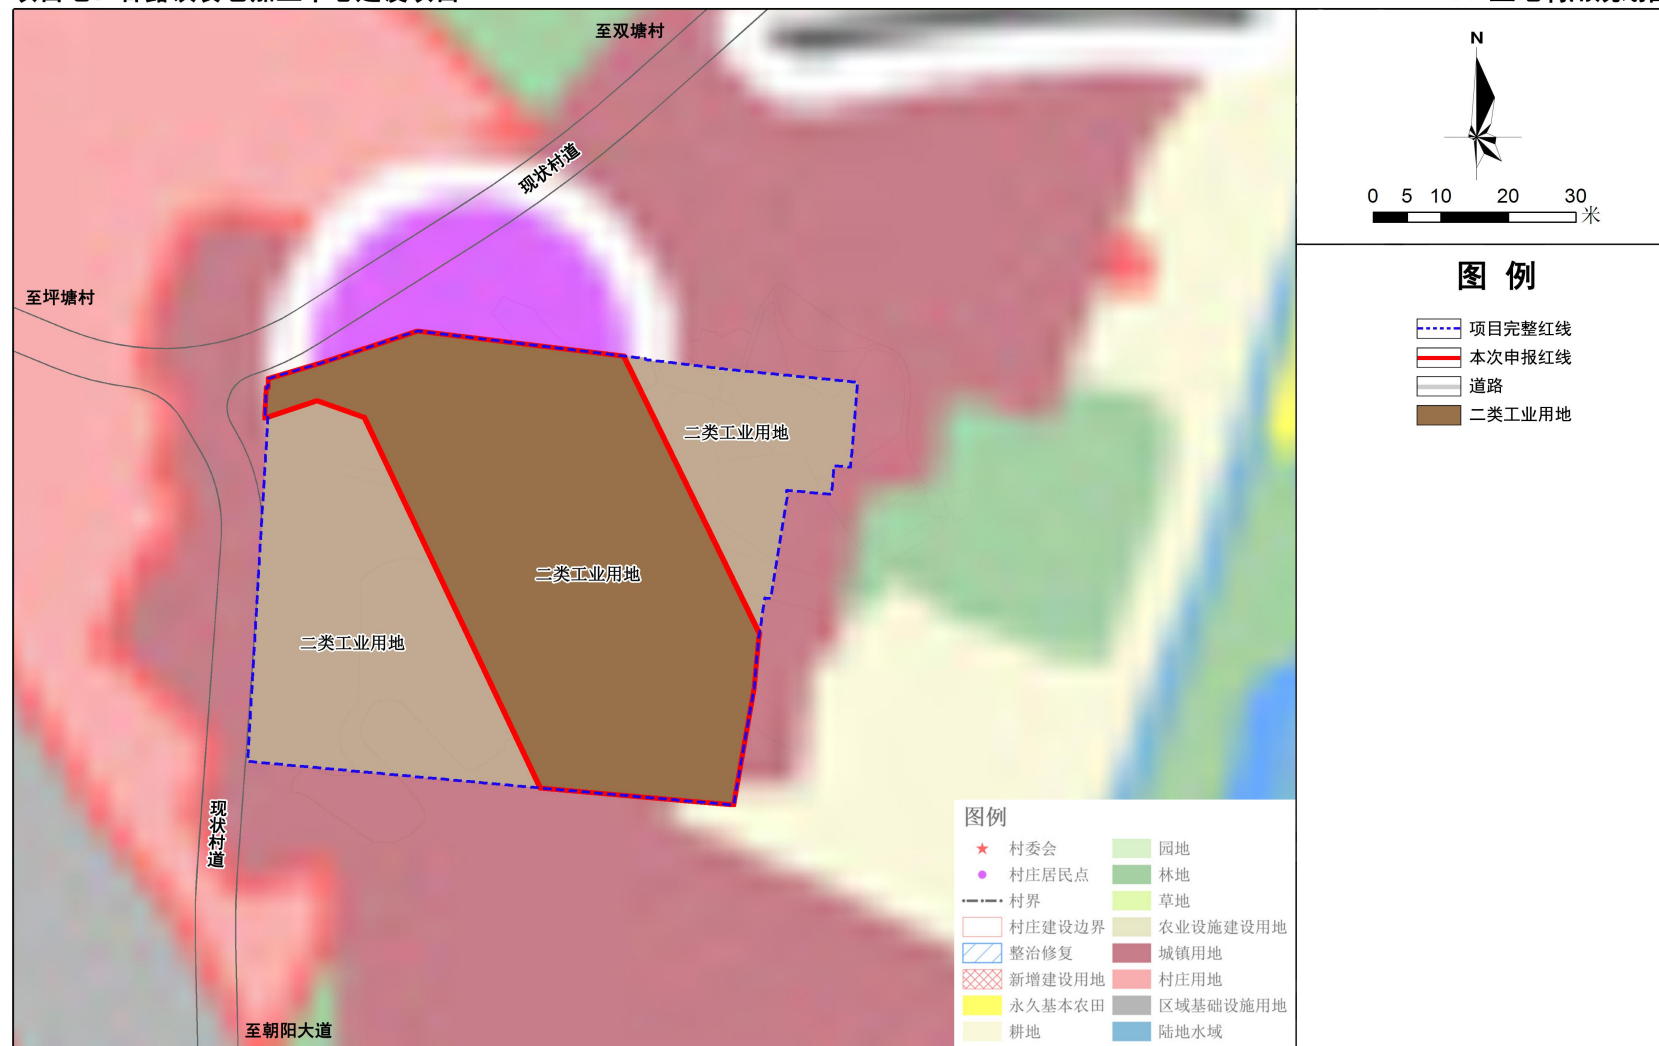 至双塘村
现状村道
至坪塘村
二类工业用地
二类工业用地
二类工业用地
现状村道
至朝阳大道
N
0 5 10 20 30 米
图 例
项目完整红线
本次申报红线
道路
二类工业用地
图例
村委会
园地
村庄居民点
林地
村界
草地
村庄建设边界
农业设施建设用地
整治修复
城镇用地
新增建设用地
村庄用地
永久基本农田
区域基础设施用地
耕地
陆地水域